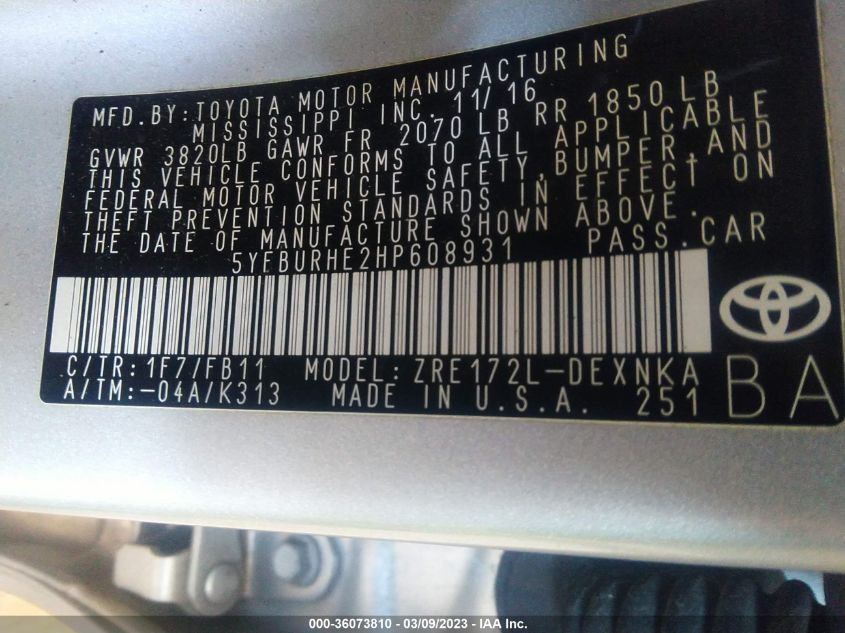 MFD.BY:TOYOTA MOTOR MANUFACTURING
MISSISSIPPI INC. 11/16
GVWR 3820LB GAWR FR 2070 LB RR 1850 LB
THIS VEHICLE CONFORMS TO ALL APPLICABLE
FEDERAL MOTOR VEHICLE SAFETY,BUMPER,AND
THEFT PREVENTION STANDARDS IN EFFECT ON
THE DATE OF MANUFACTURE SHOWN ABOVE.
5YFBURHE2HP608931 PASS.CAR
C/TR:1F7/FB11 MODEL:ZRE172L-DEXNKA
A/TM:-04A/K313 MADE IN U.S.A. 251
BA
000-36073810 - 03/09/2023 - IAA Inc.